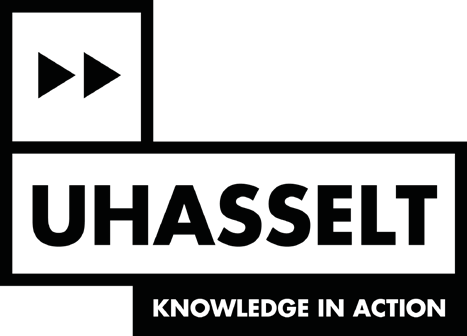 UHASSELT
KNOWLEDGE IN ACTION